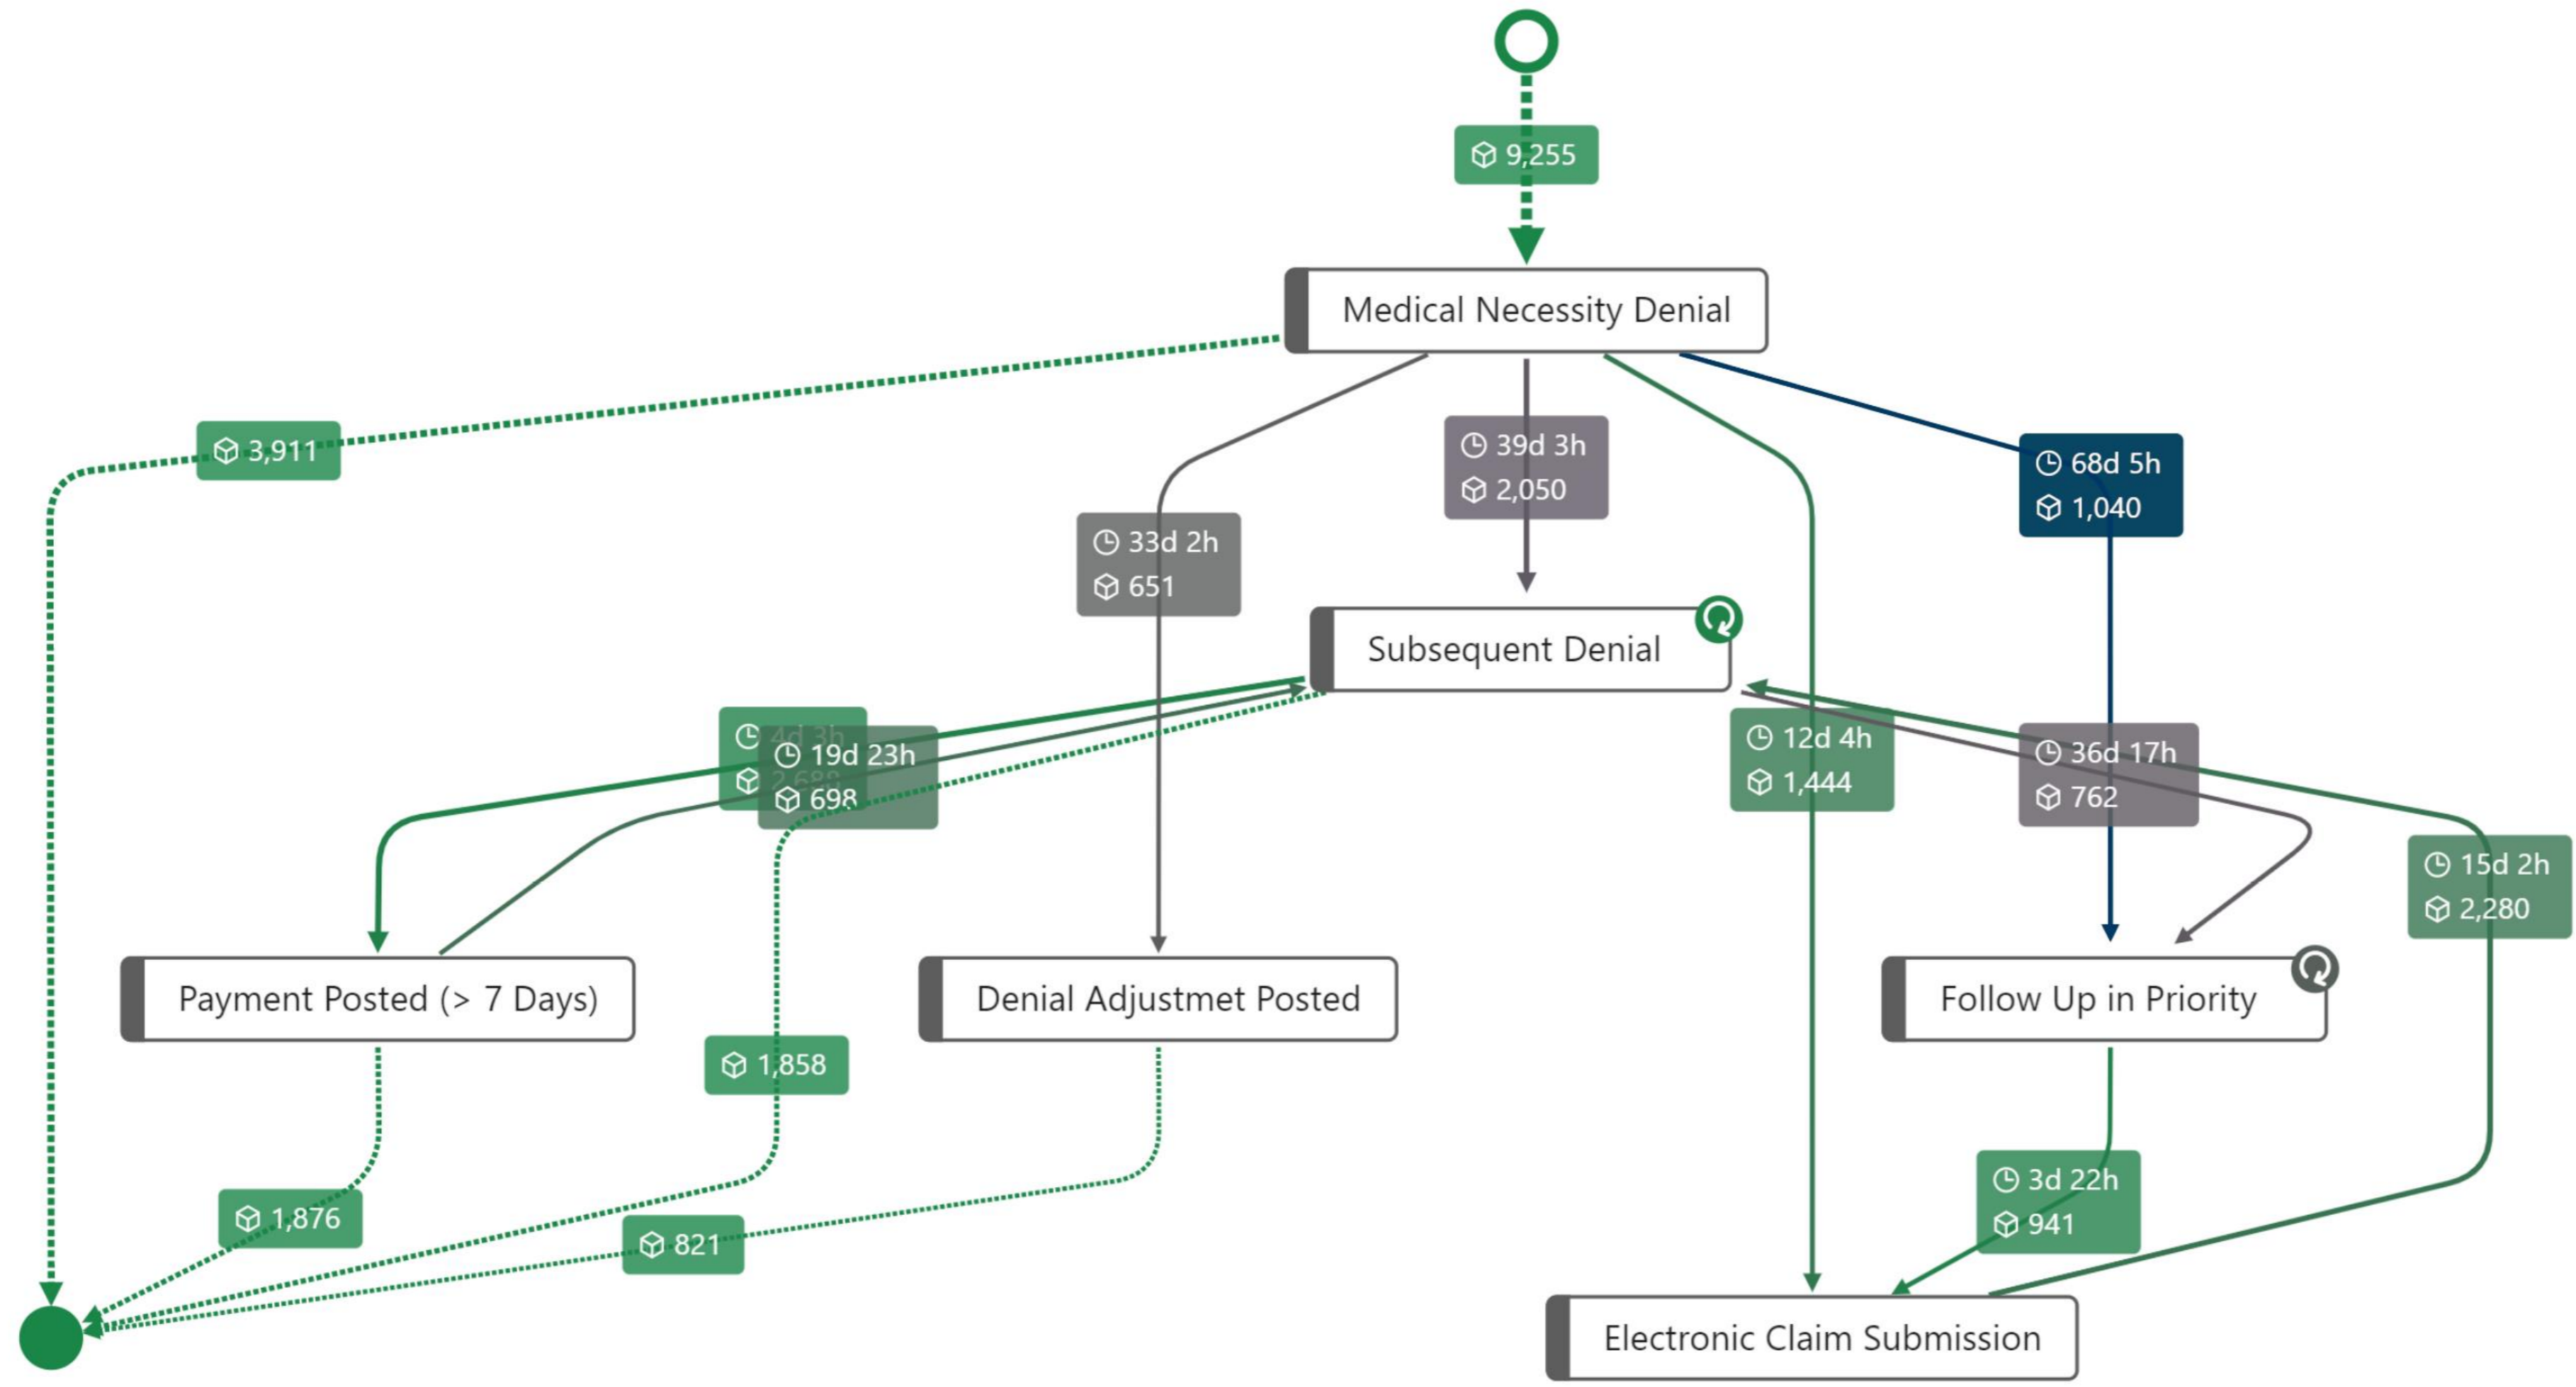 9,255
Medical Necessity Denial
3,911
39d 3h
2,050
68d 5h
1,040
33d 2h
651
Subsequent Denial
4d 3h
19d 23h
698
12d 4h
1,444
36d 17h
762
15d 2h
2,280
Payment Posted (> 7 Days)
Denial Adjustmet Posted
Follow Up in Priority
1,858
1,876
821
3d 22h
941
Electronic Claim Submission